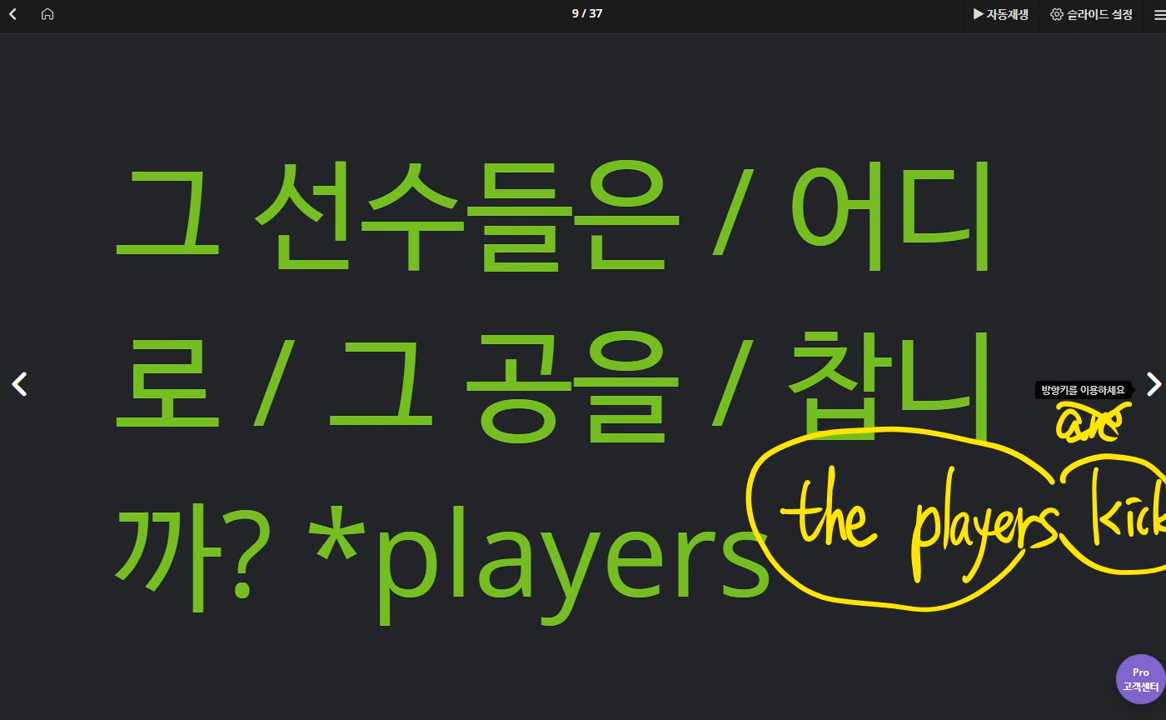 9 / 37
▶ 자동재생
슬라이드 설정
그 선수들은 / 어디
로 / 그 공을 / 찹니
방향키를 이용하세요
are
까? *players
the players kick
Pro
고객센터